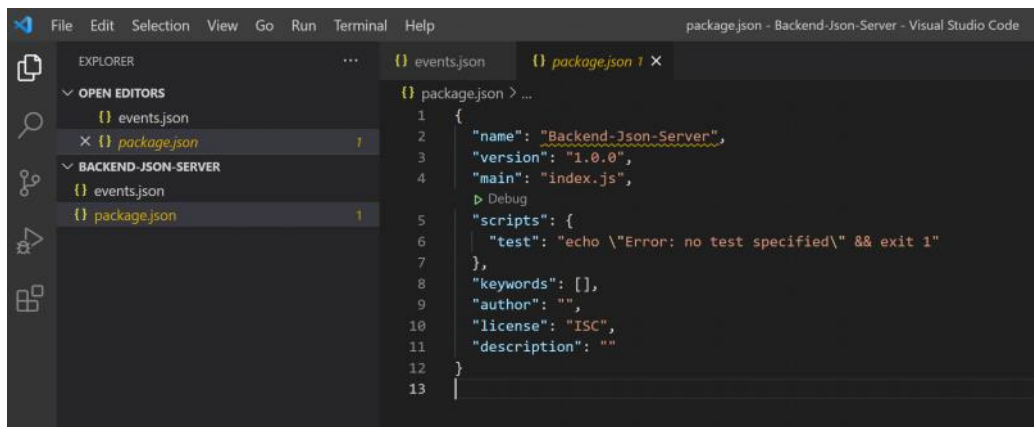 File Edit Selection View Go Run Terminal Help package.json - Backend-Json-Server - Visual Studio Code
EXPLORER ...
OPEN EDITORS
{} events.json
{} package.json 1
BACKEND-JSON-SERVER
{} events.json
{} package.json 1
{} events.json {} package.json 1
{} package.json > ...
1 {
2 "name": "Backend-Json-Server",
3 "version": "1.0.0",
4 "main": "index.js",
Debug
5 "scripts": {
6 "test": "echo \"Error: no test specified\" && exit 1"
7 },
8 "keywords": [],
9 "author": "",
10 "license": "ISC",
11 "description": ""
12 }
13